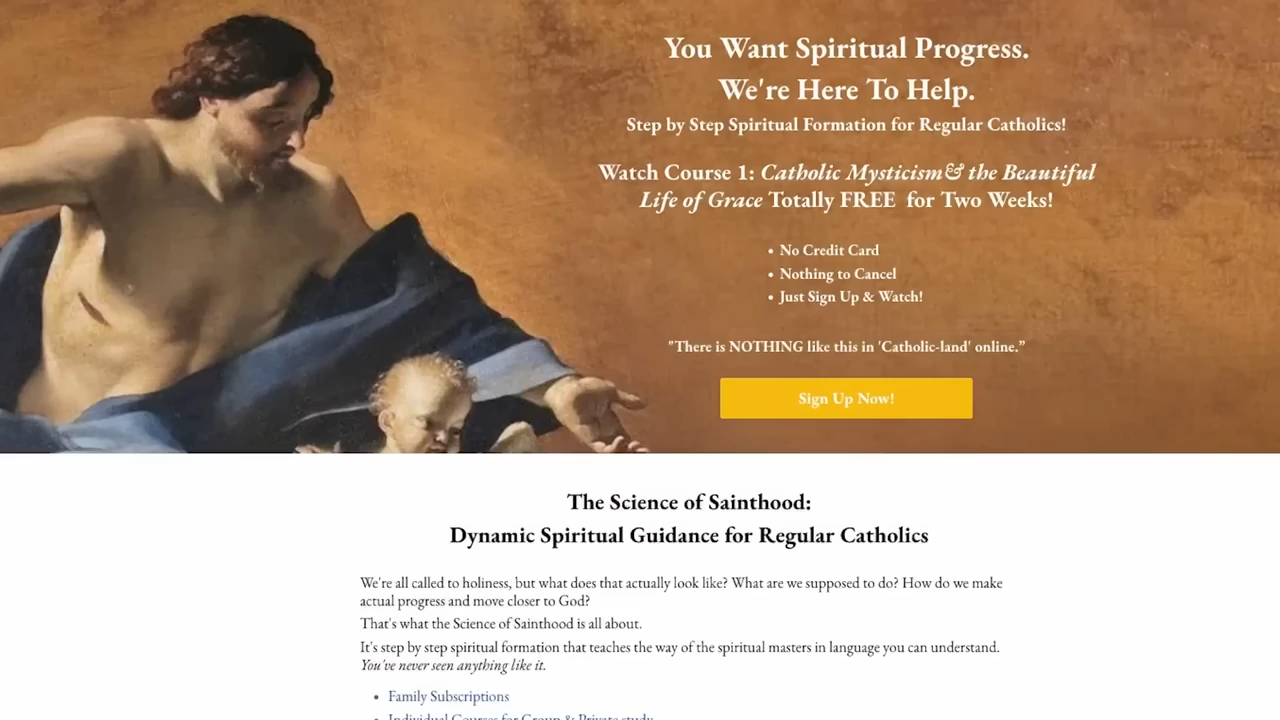 You Want Spiritual Progress.
We're Here To Help.
Step by Step Spiritual Formation for Regular Catholics!
Watch Course 1: Catholic Mysticism & the Beautiful
Life of Grace Totally FREE for Two Weeks!
• No Credit Card
• Nothing to Cancel
• Just Sign Up & Watch!
"There is NOTHING like this in 'Catholic-land' online.”
Sign Up Now!
The Science of Sainthood:
Dynamic Spiritual Guidance for Regular Catholics
We're all called to holiness, but what does that actually look like? What are we supposed to do? How do we make
actual progress and move closer to God?
That's what the Science of Sainthood is all about.
It's step by step spiritual formation that teaches the way of the spiritual masters in language you can understand.
You've never seen anything like it.
• Family Subscriptions
• Individual Courses for Group & Private study